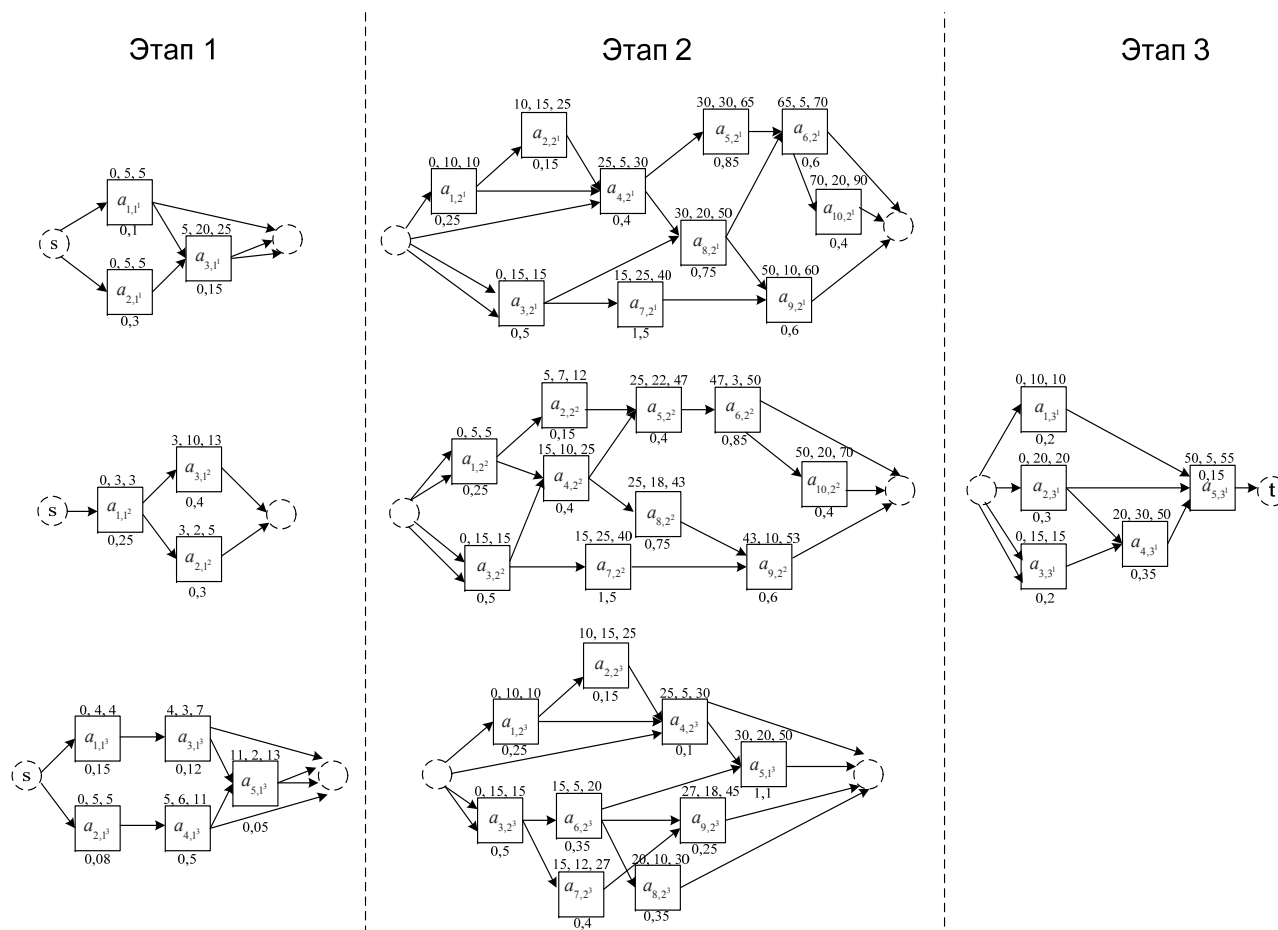 Этап 1
Этап 2
Этап 3
0, 5, 5
a1,1¹
0,1
s
5, 20, 25
a3,1¹
0,15
0, 5, 5
a2,1¹
0,3
3, 10, 13
a3,1²
0,4
0, 3, 3
a1,1²
0,25
s
3, 2, 5
a2,1²
0,3
0, 4, 4
a1,1³
0,15
4, 3, 7
a3,1³
0,12
s
11, 2, 13
a5,1³
0,05
0, 5, 5
a2,1³
0,08
5, 6, 11
a4,1³
0,5
10, 15, 25
a2,2¹
0,15
30, 30, 65
a5,2¹
0,85
65, 5, 70
a6,2¹
0,6
0, 10, 10
a1,2¹
0,25
25, 5, 30
a4,2¹
0,4
70, 20, 90
a10,2¹
0,4
30, 20, 50
a8,2¹
0,75
0, 15, 15
a3,2¹
0,5
15, 25, 40
a7,2¹
1,5
50, 10, 60
a9,2¹
0,6
5, 7, 12
a2,2²
0,15
25, 22, 47
a5,2²
0,4
47, 3, 50
a6,2²
0,85
0, 5, 5
a1,2²
0,25
15, 10, 25
a4,2²
0,4
50, 20, 70
a10,2²
0,4
25, 18, 43
a8,2²
0,75
0, 15, 15
a3,2²
0,5
15, 25, 40
a7,2²
1,5
43, 10, 53
a9,2²
0,6
10, 15, 25
a2,2³
0,15
0, 10, 10
a1,2³
0,25
25, 5, 30
a4,2³
0,1
30, 20, 50
a5,1³
1,1
0, 15, 15
a3,2³
0,5
15, 5, 20
a6,2³
0,35
27, 18, 45
a9,2³
0,25
15, 12, 27
a7,2³
0,4
20, 10, 30
a8,2³
0,35
0, 10, 10
a1,3¹
0,2
0, 20, 20
a2,3¹
0,3
50, 5, 55
0,15
a5,3¹
t
20, 30, 50
a4,3¹
0,35
0, 15, 15
a3,3¹
0,2